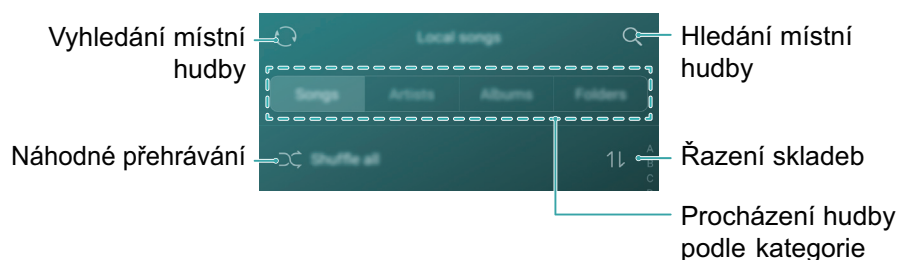 Vyhledání místní
hudby
Local songs
Hledání místní
hudby
Songs
Artists
Albums
Folders
Náhodné přehrávání
Shuffle all
Řazení skladeb
A
B
C
Procházení hudby
podle kategorie